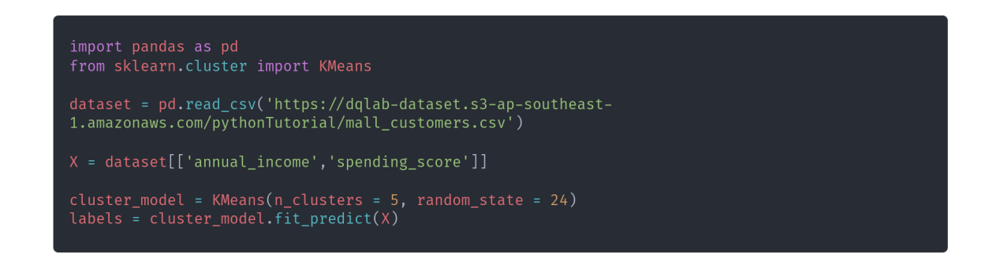 import pandas as pd
from sklearn.cluster import KMeans
dataset = pd.read_csv('https://dqlab-dataset.s3-ap-southeast-
1.amazonaws.com/pythonTutorial/mall_customers.csv')
X = dataset[['annual_income','spending_score']]
cluster_model = KMeans(n_clusters = 5, random_state = 24)
labels = cluster_model.fit_predict(X)